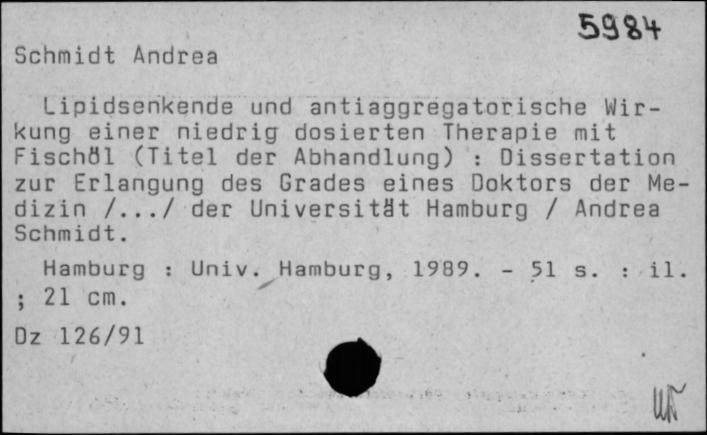 5984
Schmidt Andrea
Lipidsenkende und antiaggregatorische Wir-
kung einer niedrig dosierten Therapie mit
Fischöl (Titel der Abhandlung) : Dissertation
zur Erlangung des Grades eines Doktors der Me-
dizin /.../ der Universität Hamburg / Andrea
Schmidt.
Hamburg : Univ. Hamburg, 1989. - 51 s. : il.
; 21 cm.
Dz 126/91